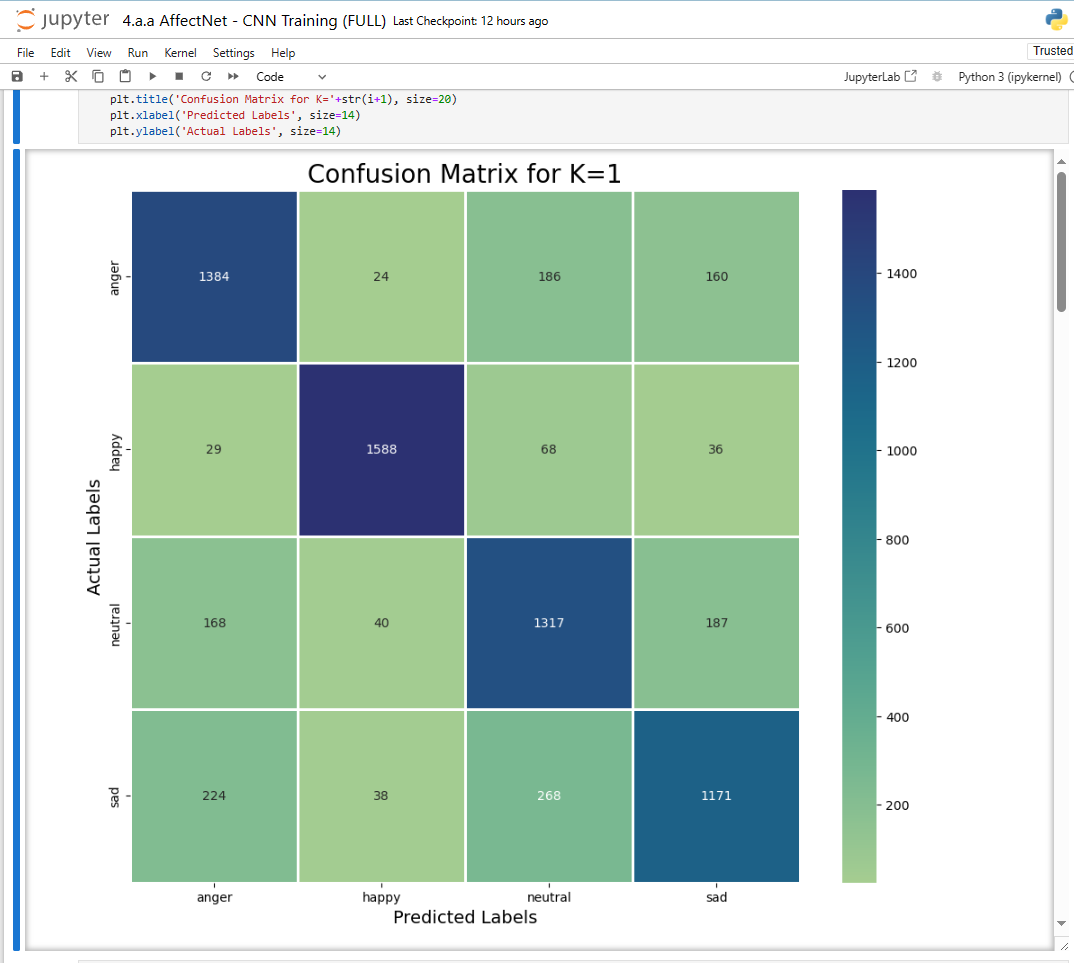 jupyter 4.a.a AffectNet - CNN Training (FULL) Last Checkpoint: 12 hours ago
File Edit View Run Kernel Settings Help Trusted
Code JupyterLab Python 3 (ipykernel)
plt.title('Confusion Matrix for K='+str(i+1), size=20)
plt.xlabel('Predicted Labels', size=14)
plt.ylabel('Actual Labels', size=14)
Confusion Matrix for K=1
anger 1384 24 186 160
happy 29 1588 68 36
neutral 168 40 1317 187
sad 224 38 268 1171
anger happy neutral sad
Predicted Labels
Actual Labels
1400
1200
1000
800
600
400
200